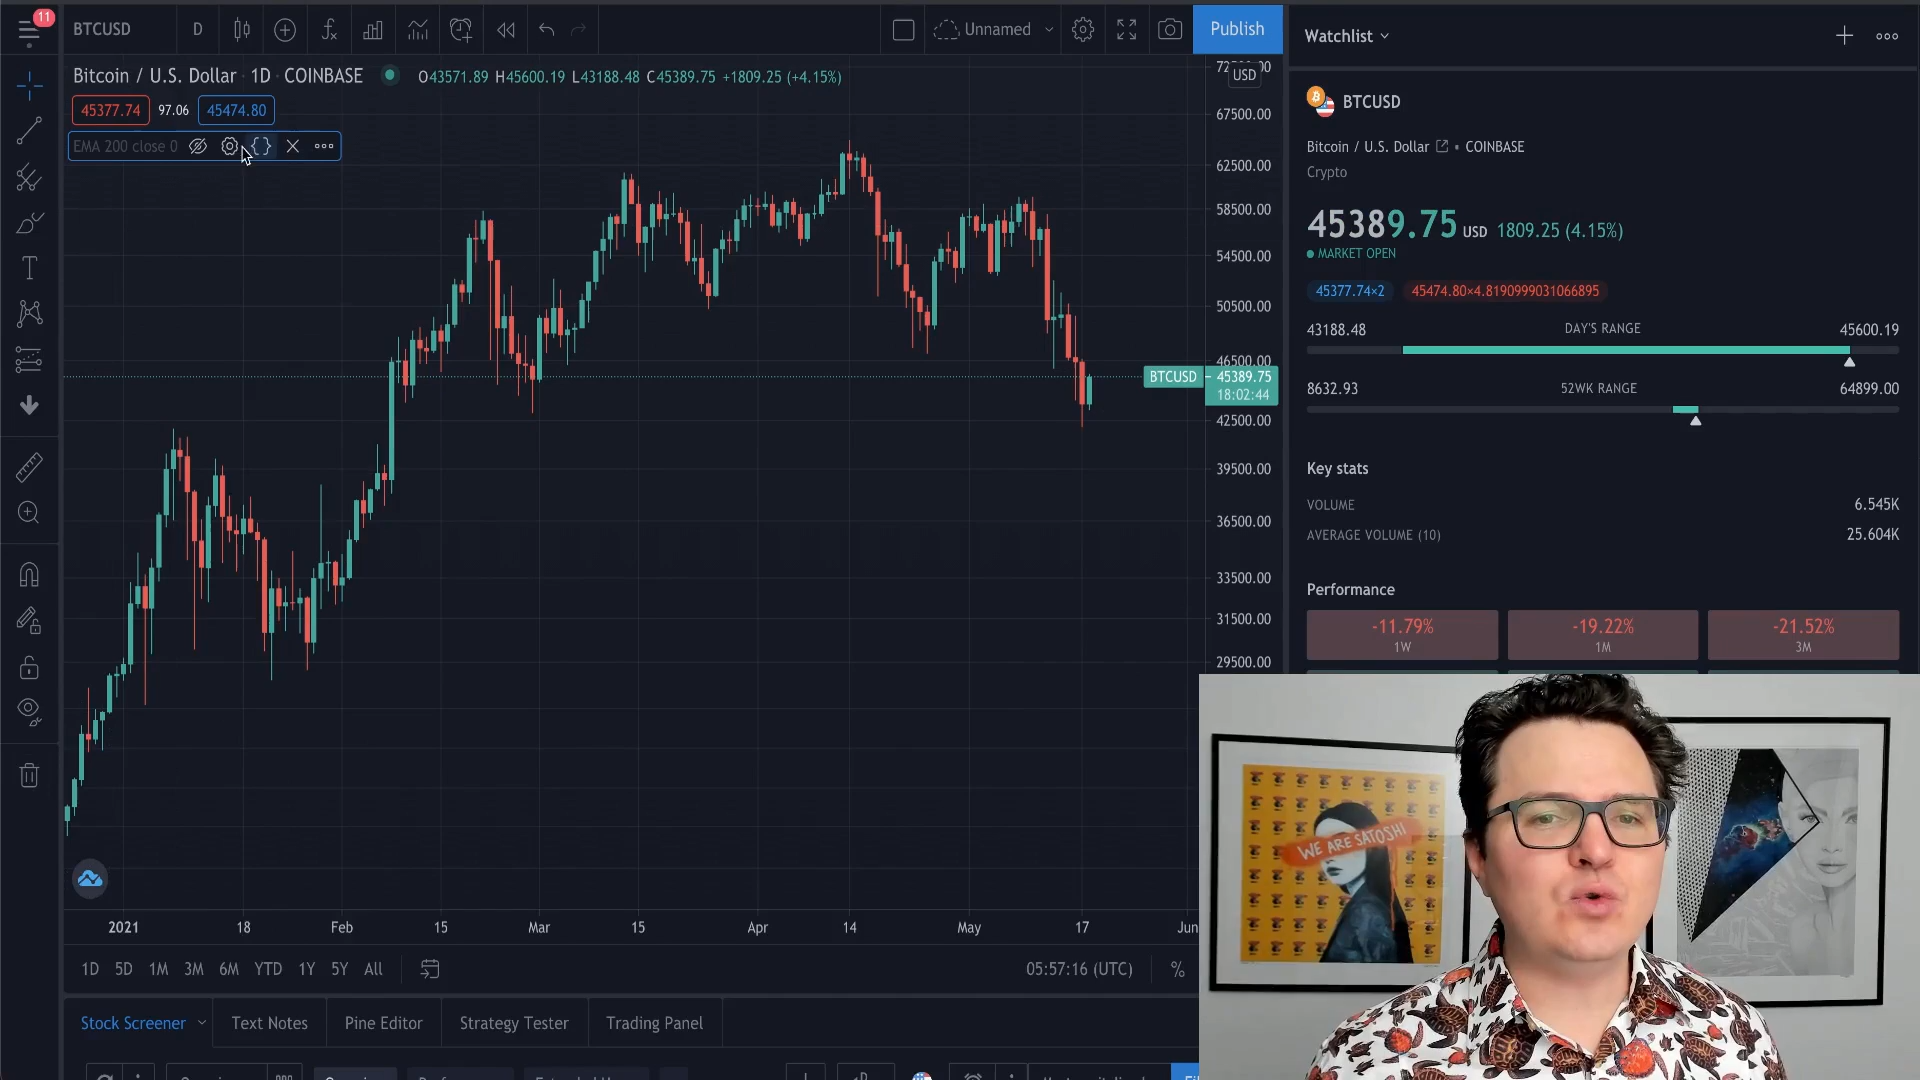 11
BTCUSD
D
Unnamed
Publish
Watchlist
Bitcoin / U.S. Dollar 1D COINBASE
O43571.89 H45600.19 L43188.48 C45389.75 +1809.25 (+4.15%)
45377.74
97.06
45474.80
EMA 200 close 0
USD
67500.00
62500.00
58500.00
54500.00
50500.00
46500.00
BTCUSD
45389.75
18:02:44
42500.00
39500.00
36500.00
33500.00
31500.00
29500.00
BTCUSD
Bitcoin / U.S. Dollar • COINBASE
Crypto
45389.75 USD 1809.25 (4.15%)
MARKET OPEN
45377.74×2
45474.80×4.8190999031066895
43188.48 DAY'S RANGE 45600.19
8632.93 52WK RANGE 64899.00
Key stats
VOLUME 6.545K
AVERAGE VOLUME (10) 25.604K
Performance
-11.79% -19.22% -21.52%
1W 1M 3M
WE ARE SATOSHI
2021 18 Feb 15 Mar 15 Apr 14 May 17 Jun
1D 5D 1M 3M 6M YTD 1Y 5Y All
05:57:16 (UTC)
%
Stock Screener Text Notes Pine Editor Strategy Tester Trading Panel